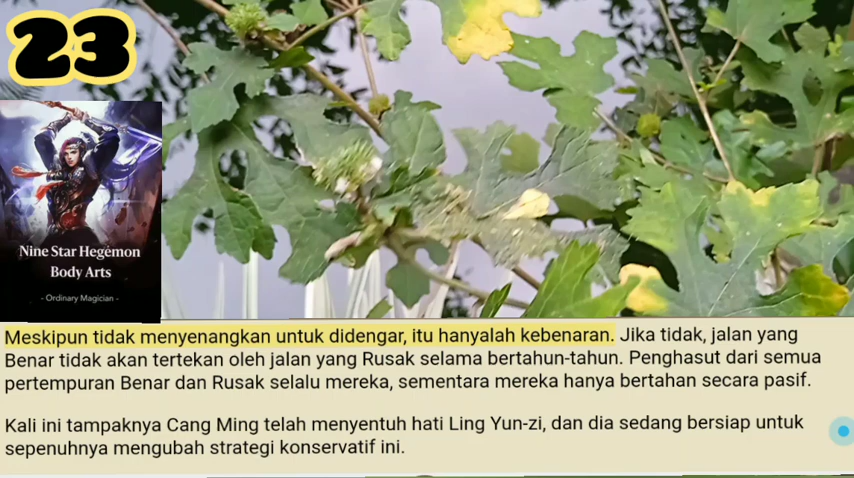 23
Nine Star Hegemon
Body Arts
- Ordinary Magician -
Meskipun tidak menyenangkan untuk didengar, itu hanyalah kebenaran. Jika tidak, jalan yang
Benar tidak akan tertekan oleh jalan yang Rusak selama bertahun-tahun. Penghasut dari semua
pertempuran Benar dan Rusak selalu mereka, sementara mereka hanya bertahan secara pasif.
Kali ini tampaknya Cang Ming telah menyentuh hati Ling Yun-zi, dan dia sedang bersiap untuk
sepenuhnya mengubah strategi konservatif ini.